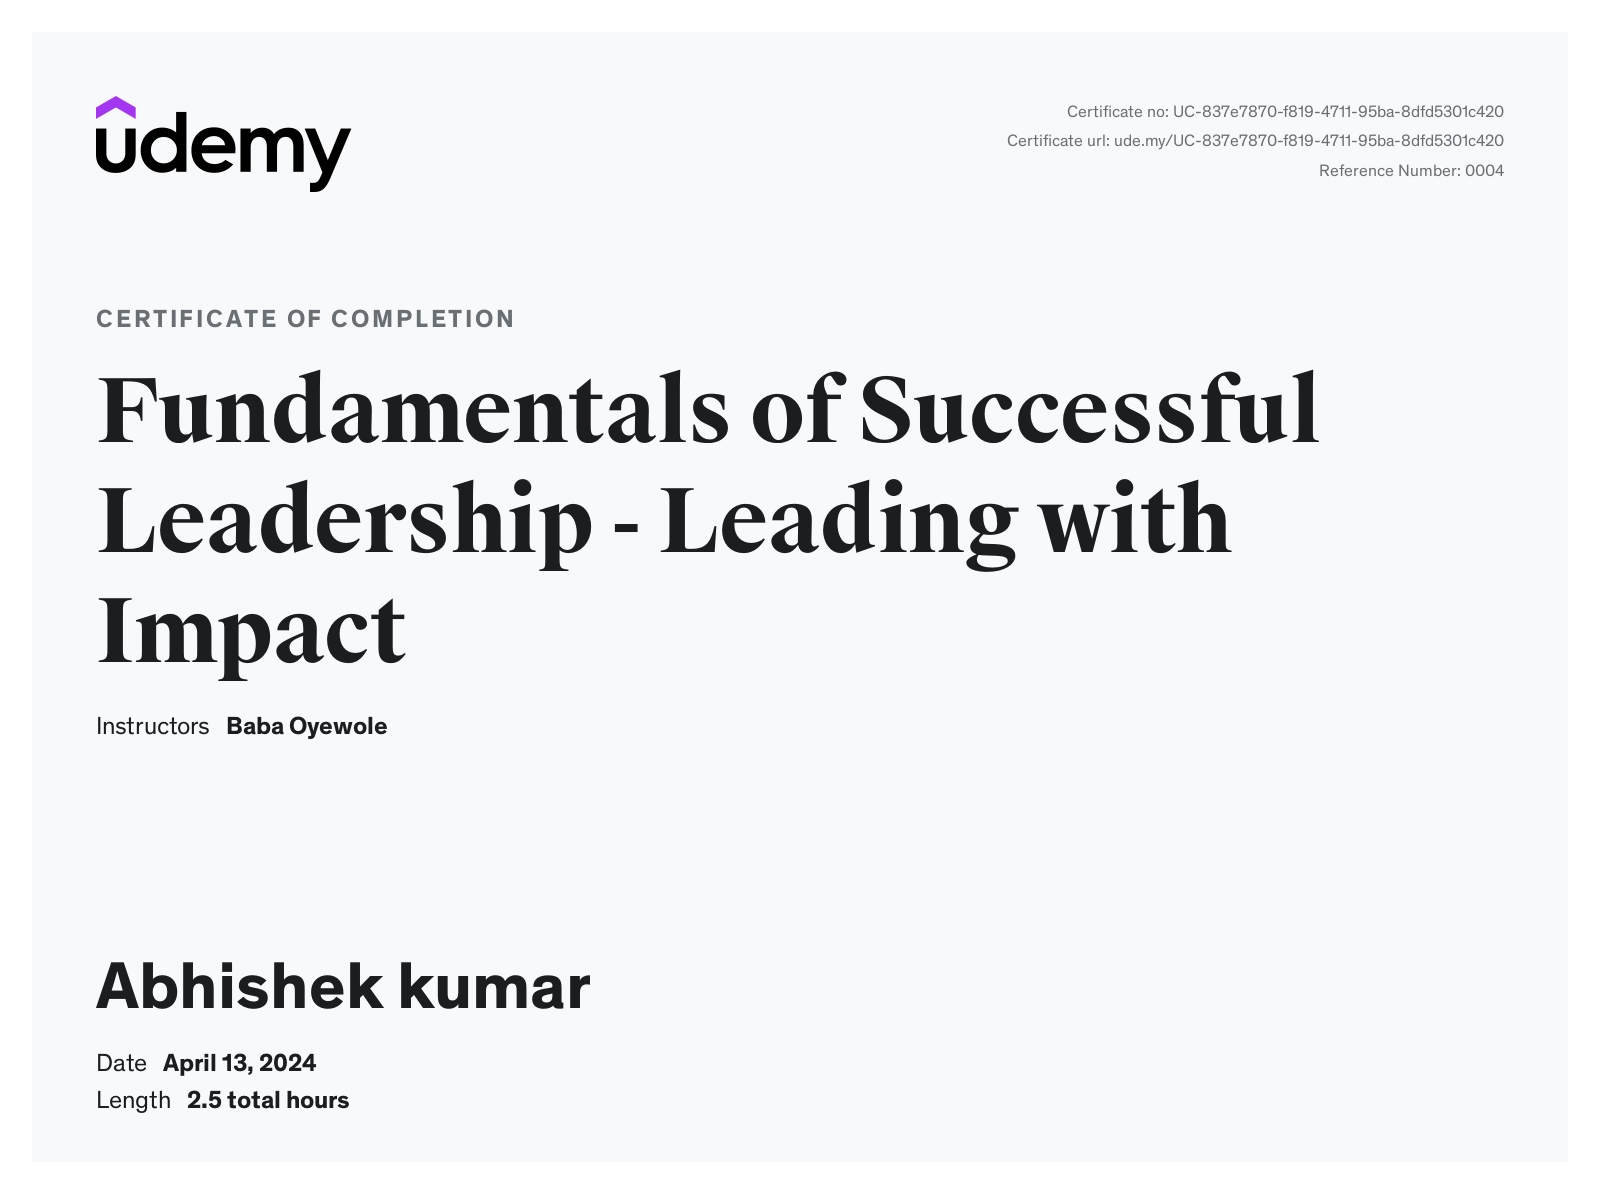 udemy
Certificate no: UC-837e7870-f819-4711-95ba-8dfd5301c420
Certificate url: ude.my/UC-837e7870-f819-4711-95ba-8dfd5301c420
Reference Number: 0004
CERTIFICATE OF COMPLETION
Fundamentals of Successful
Leadership - Leading with
Impact
Instructors Baba Oyewole
Abhishek kumar
Date April 13, 2024
Length 2.5 total hours